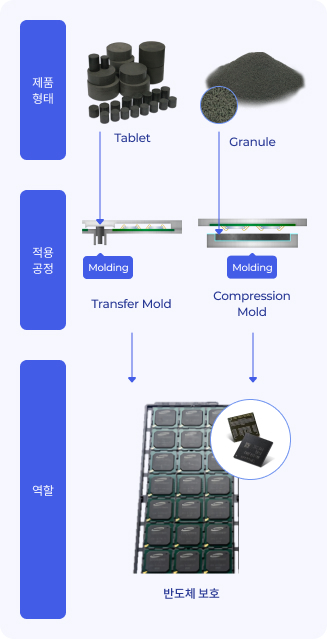 제품
형태
Tablet
Granule
적용
공정
Molding
Molding
Transfer Mold
Compression
Mold
역할
반도체 보호